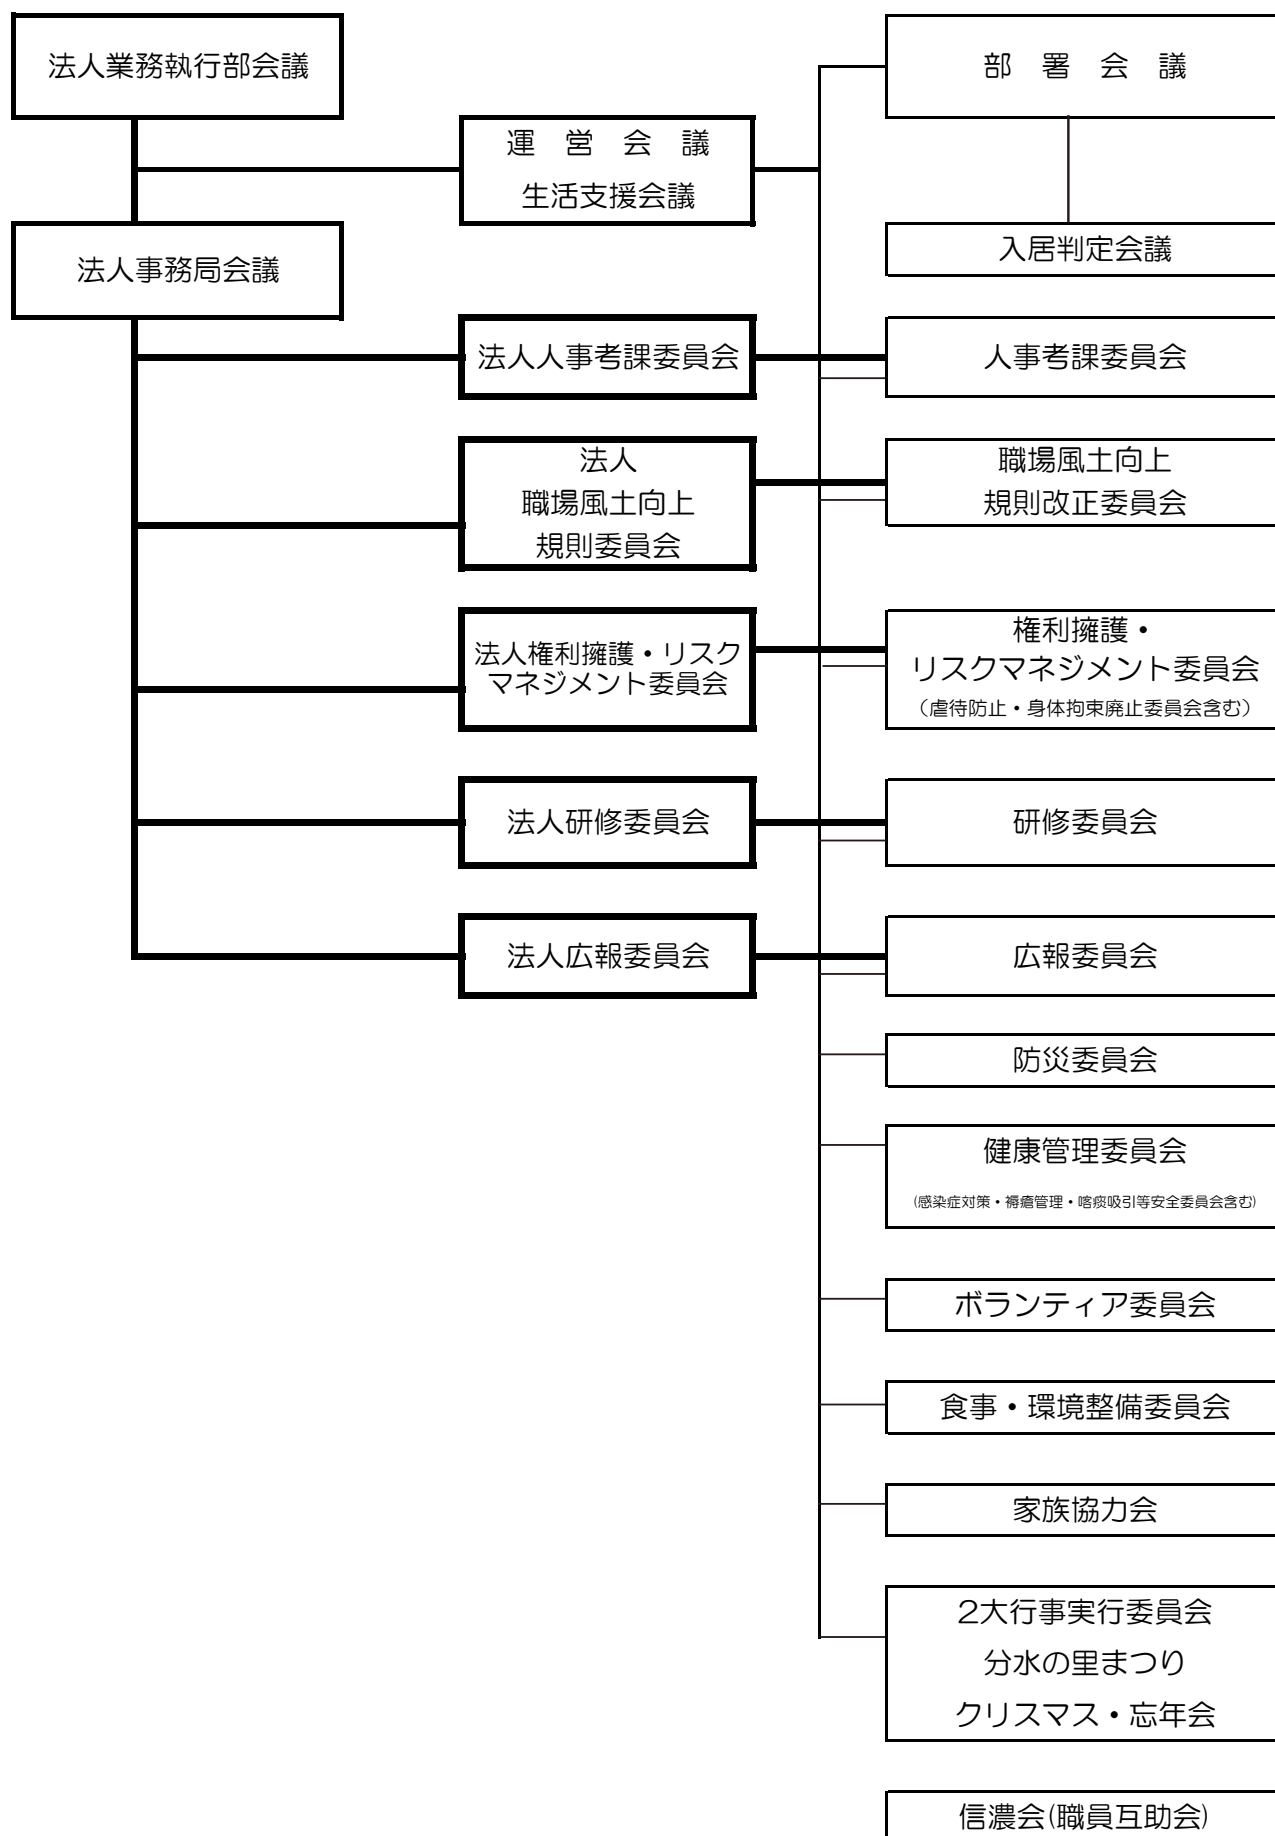 法人業務執行部会議
部　署　会　議
運　営　会　議
生活支援会議
法人事務局会議
入居判定会議
法人人事考課委員会
人事考課委員会
法人
職場風土向上
規則委員会
職場風土向上
規則改正委員会
法人権利擁護・リスク
マネジメント委員会
権利擁護・
リスクマネジメント委員会
（虐待防止・身体拘束廃止委員会含む）
法人研修委員会
研修委員会
法人広報委員会
広報委員会
防災委員会
健康管理委員会
(感染症対策・褥瘡管理・喀痰吸引等安全委員会含む)
ボランティア委員会
食事・環境整備委員会
家族協力会
2大行事実行委員会
分水の里まつり
クリスマス・忘年会
信濃会(職員互助会)